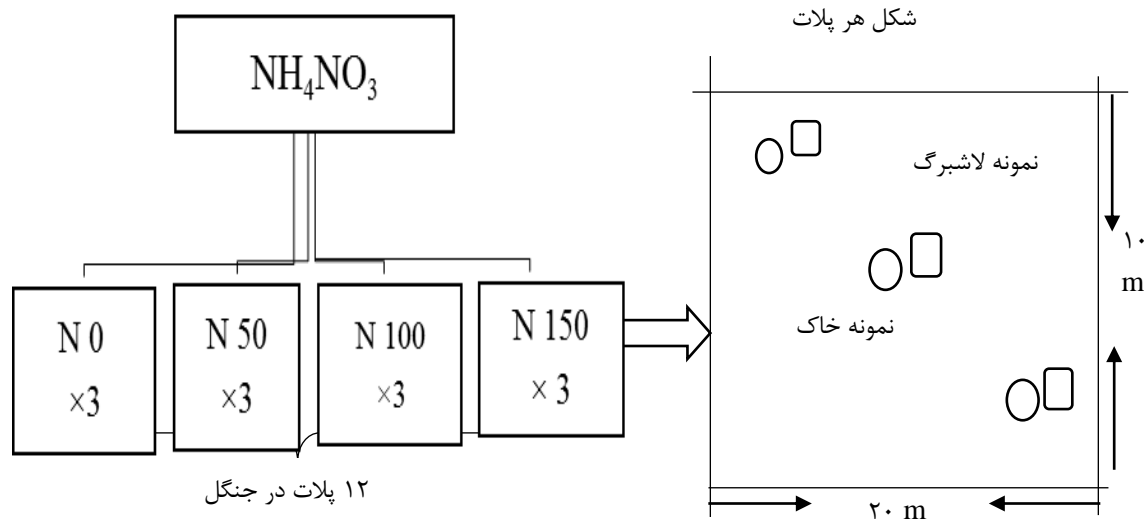 شکل هر پلات
NH₄NO₃
نمونه لاشبرگ
۱۰
m
N 0
×3
N 50
×3
N 100
×3
N 150
× 3
نمونه خاک
۱۲ پلات در جنگل
۲۰ m